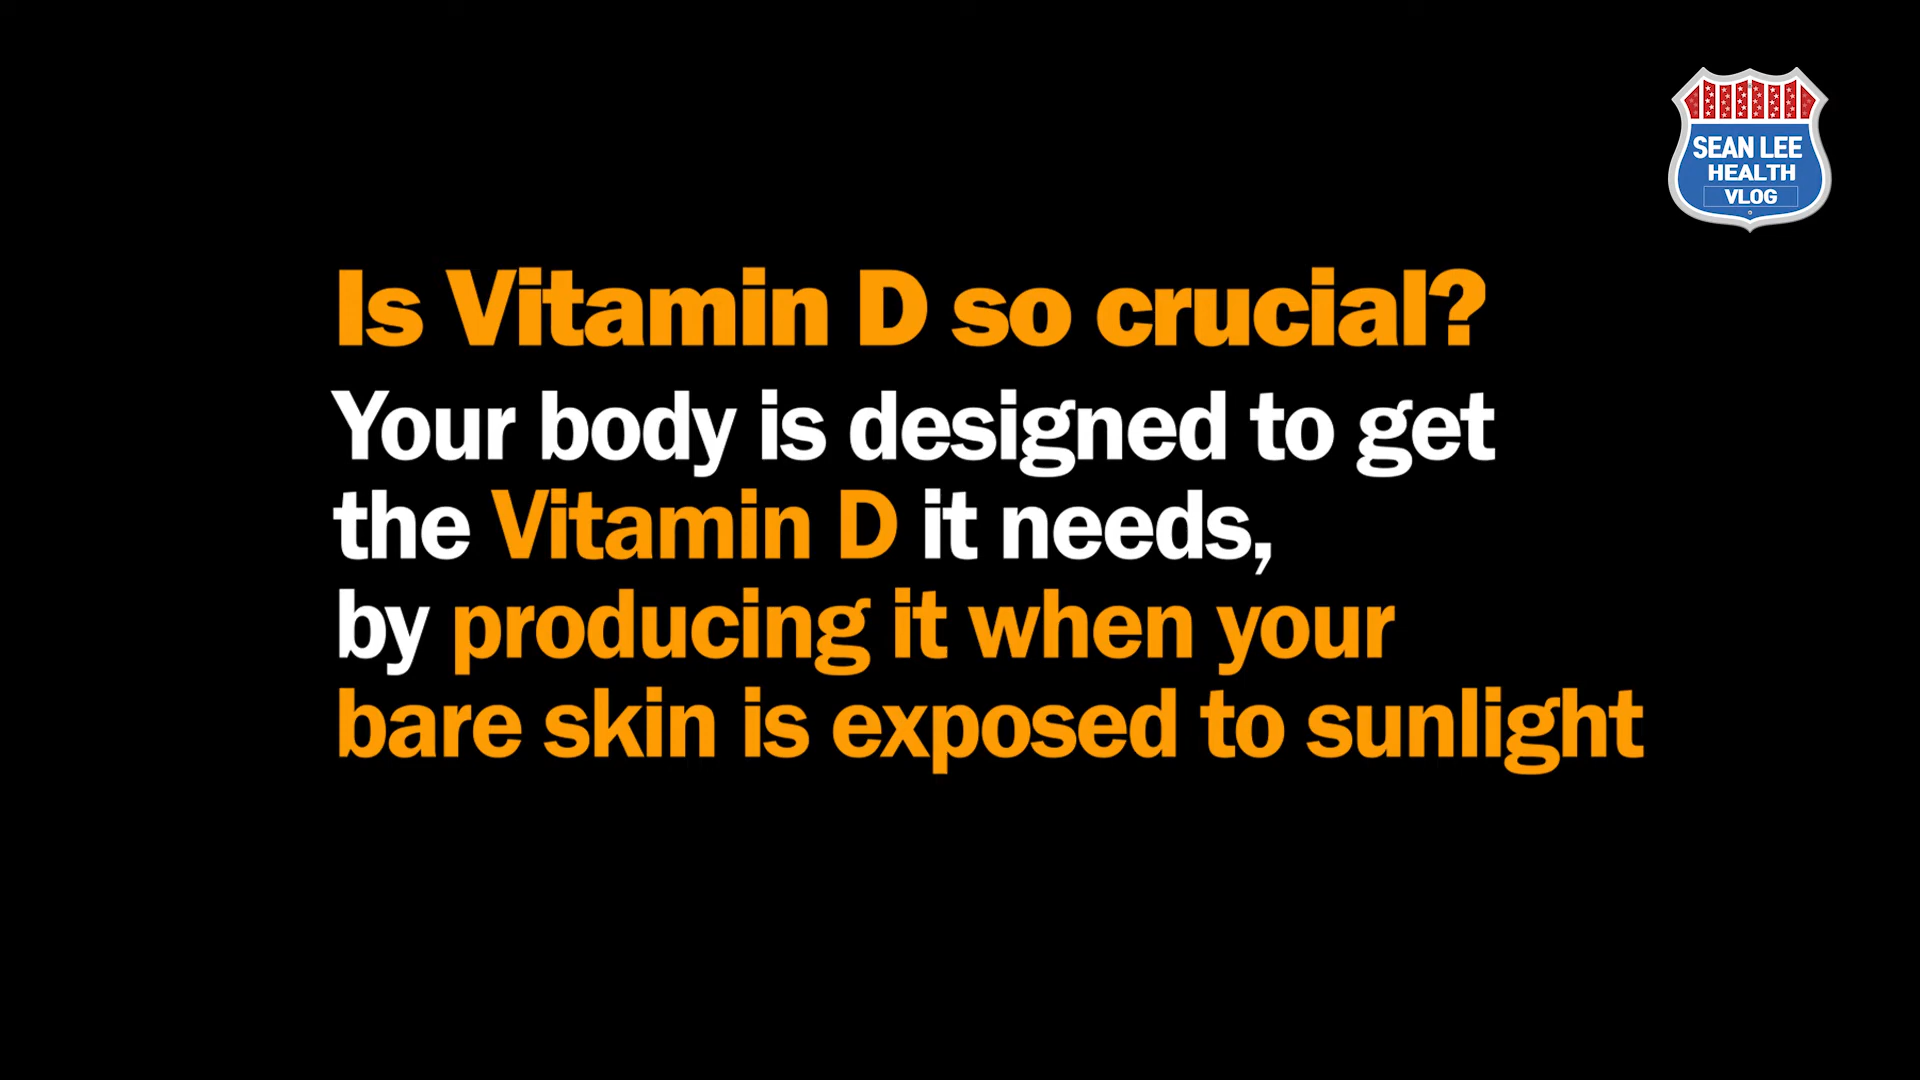 SEAN LEE
HEALTH
VLOG
Is Vitamin D so crucial?
Your body is designed to get
the Vitamin D it needs,
by producing it when your
bare skin is exposed to sunlight